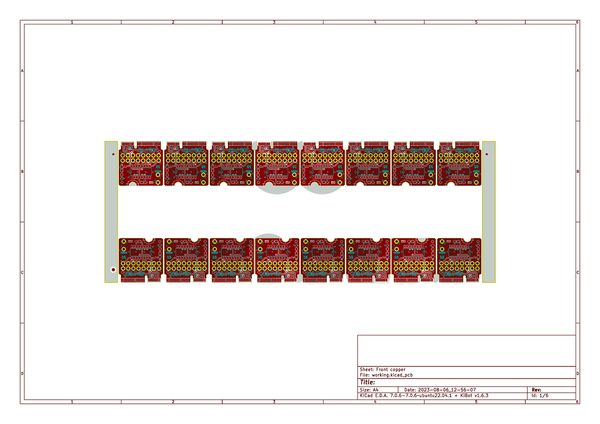 1 2 3 4 5 6
A A
B B
C C
D D
Sheet: Front copper
File: working.kicad_pcb
Title:
Size: A4 Date: 2023-08-06_12-56-07 Rev:
KiCad E.D.A. 7.0.6-7.0.6~ubuntu22.04.1 + KiBot v1.6.3 Id: 1/6
1 2 3 4 5 6